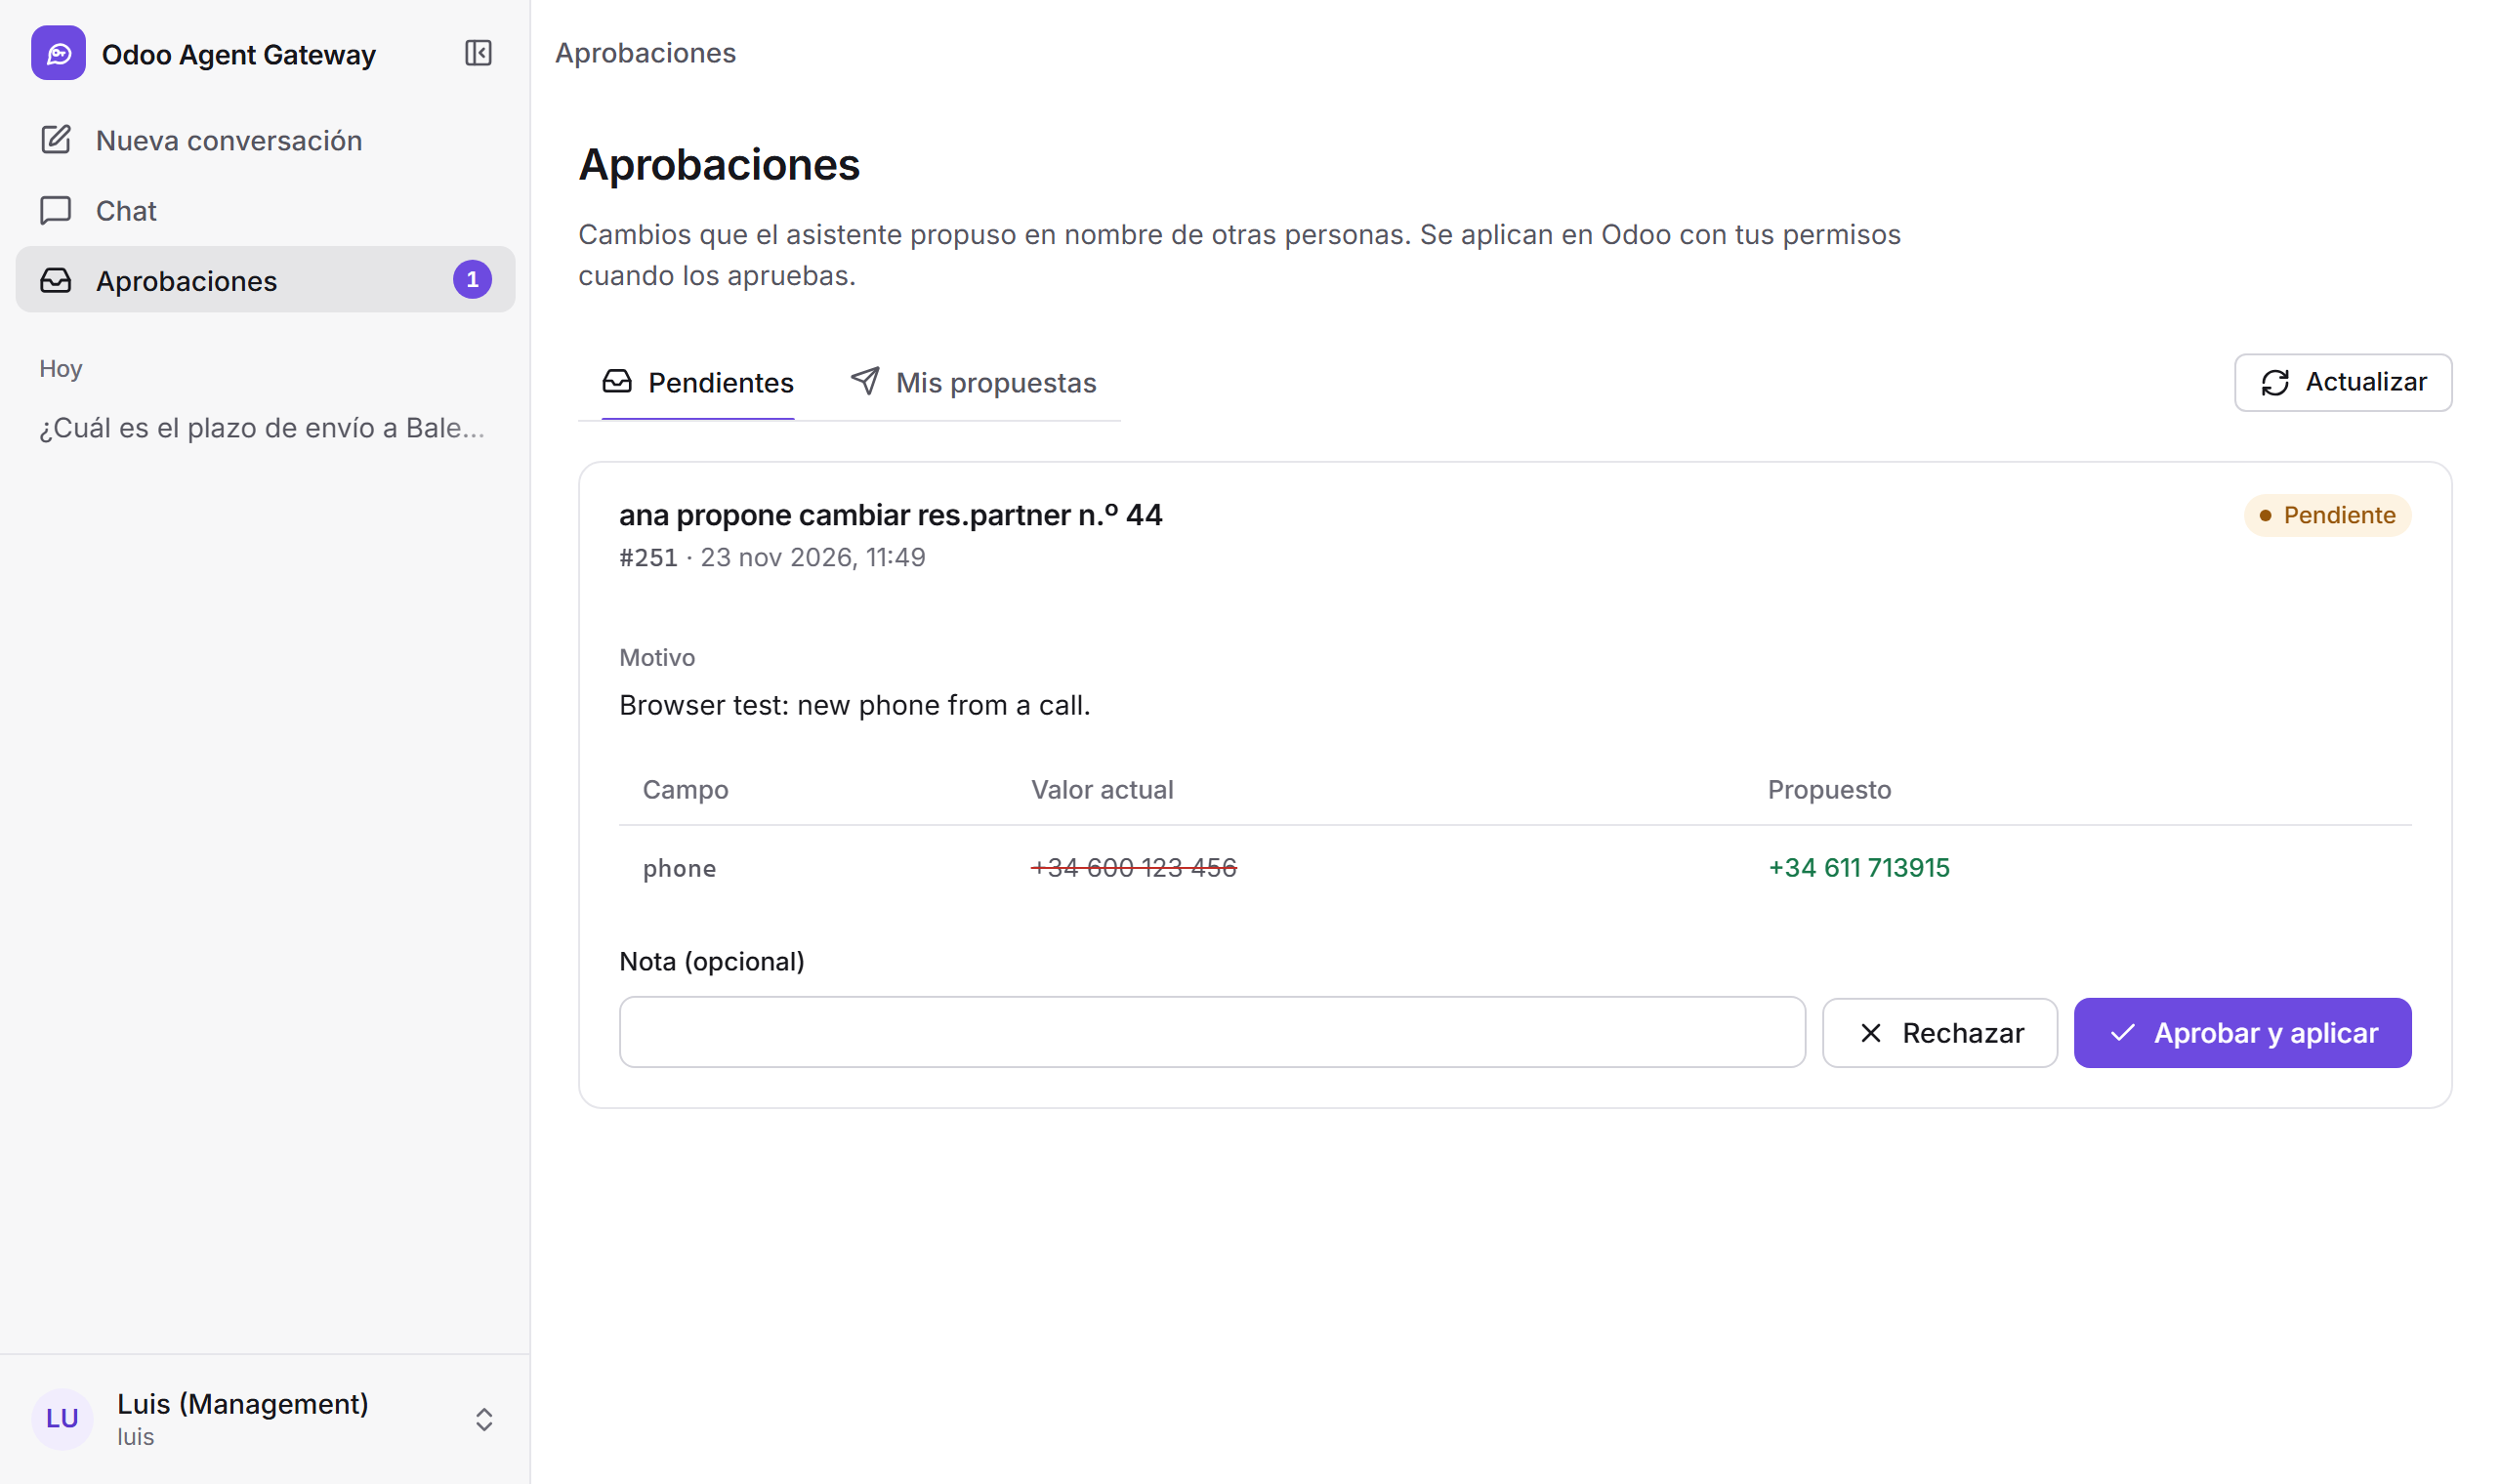 Odoo Agent Gateway
Nueva conversación
Chat
Aprobaciones
1
Hoy
¿Cuál es el plazo de envío a Bale...
LU
Luis (Management)
luis
Aprobaciones
Aprobaciones
Cambios que el asistente propuso en nombre de otras personas. Se aplican en Odoo con tus permisos
cuando los apruebas.
Pendientes
Mis propuestas
Actualizar
ana propone cambiar res.partner n.º 44
Pendiente
#251 · 23 nov 2026, 11:49
Motivo
Browser test: new phone from a call.
Campo
Valor actual
Propuesto
phone
+34 600 123 456
+34 611 713915
Nota (opcional)
Rechazar
Aprobar y aplicar